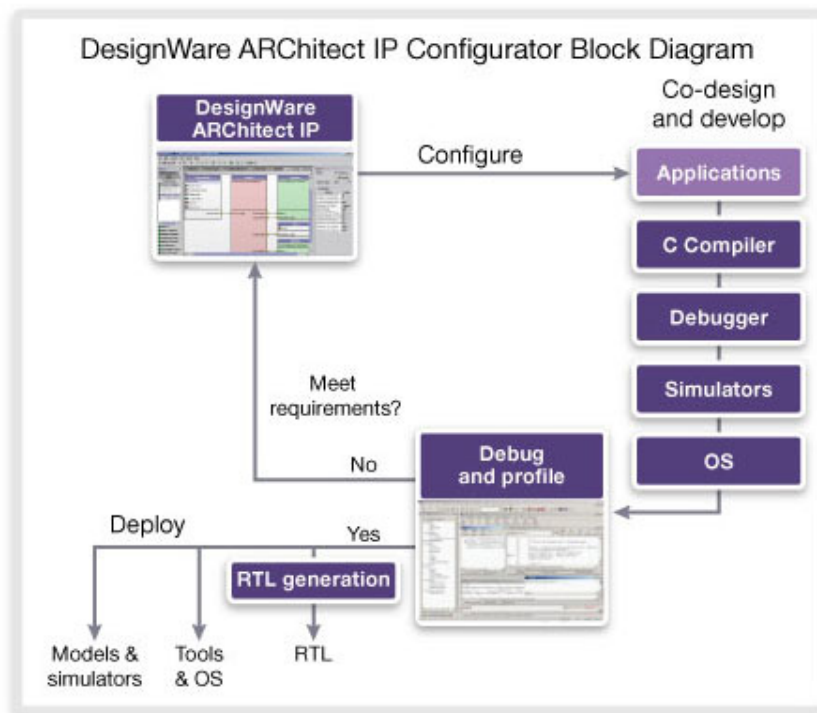 DesignWare ARChitect IP Configurator Block Diagram
DesignWare
ARChitect IP
Configure
Co-design
and develop
Applications
C Compiler
Debugger
Simulators
OS
Meet
requirements?
No
Debug
and profile
Yes
Deploy
RTL generation
Models &
simulators
Tools
& OS
RTL